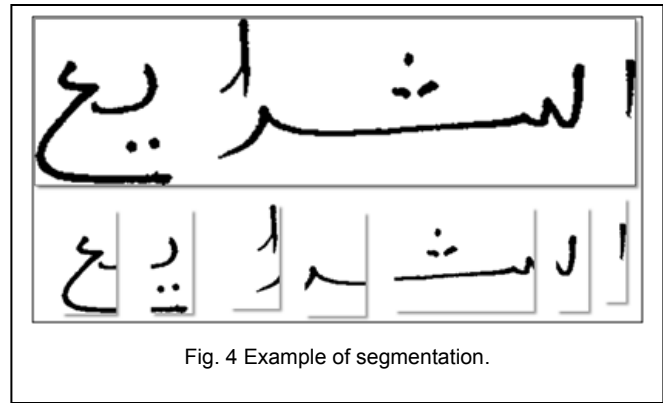 الشرايع
ا ل ش ر ا ي ع
Fig. 4 Example of segmentation.